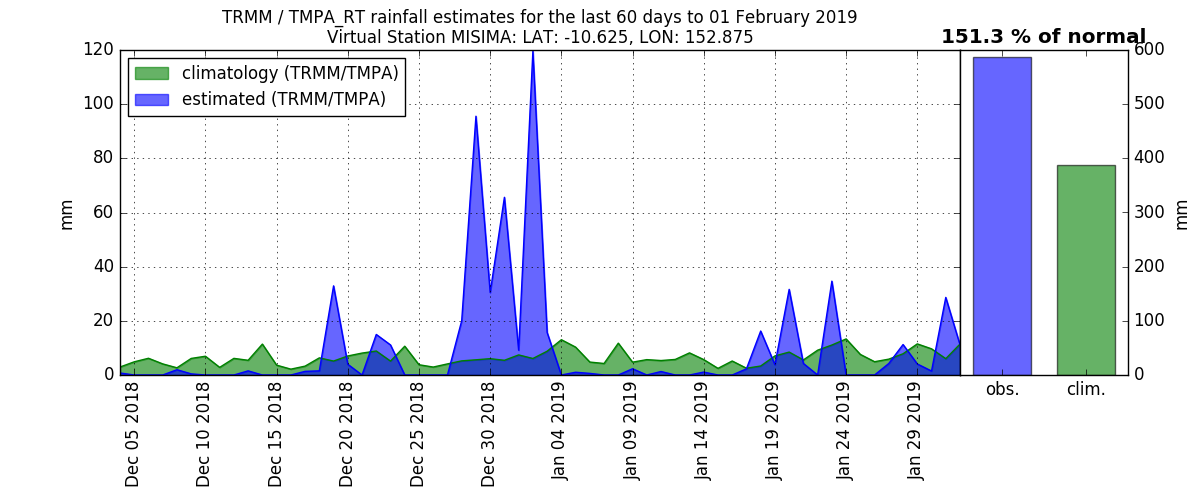 TRMM / TMPA_RT rainfall estimates for the last 60 days to 01 February 2019
Virtual Station MISIMA: LAT: -10.625, LON: 152.875
151.3 % of normal
climatology (TRMM/TMPA)
estimated (TRMM/TMPA)
120
100
80
60
40
20
0
mm
Dec 05 2018
Dec 10 2018
Dec 15 2018
Dec 20 2018
Dec 25 2018
Dec 30 2018
Jan 04 2019
Jan 09 2019
Jan 14 2019
Jan 19 2019
Jan 24 2019
Jan 29 2019
obs.
clim.
600
500
400
300
200
100
0
mm